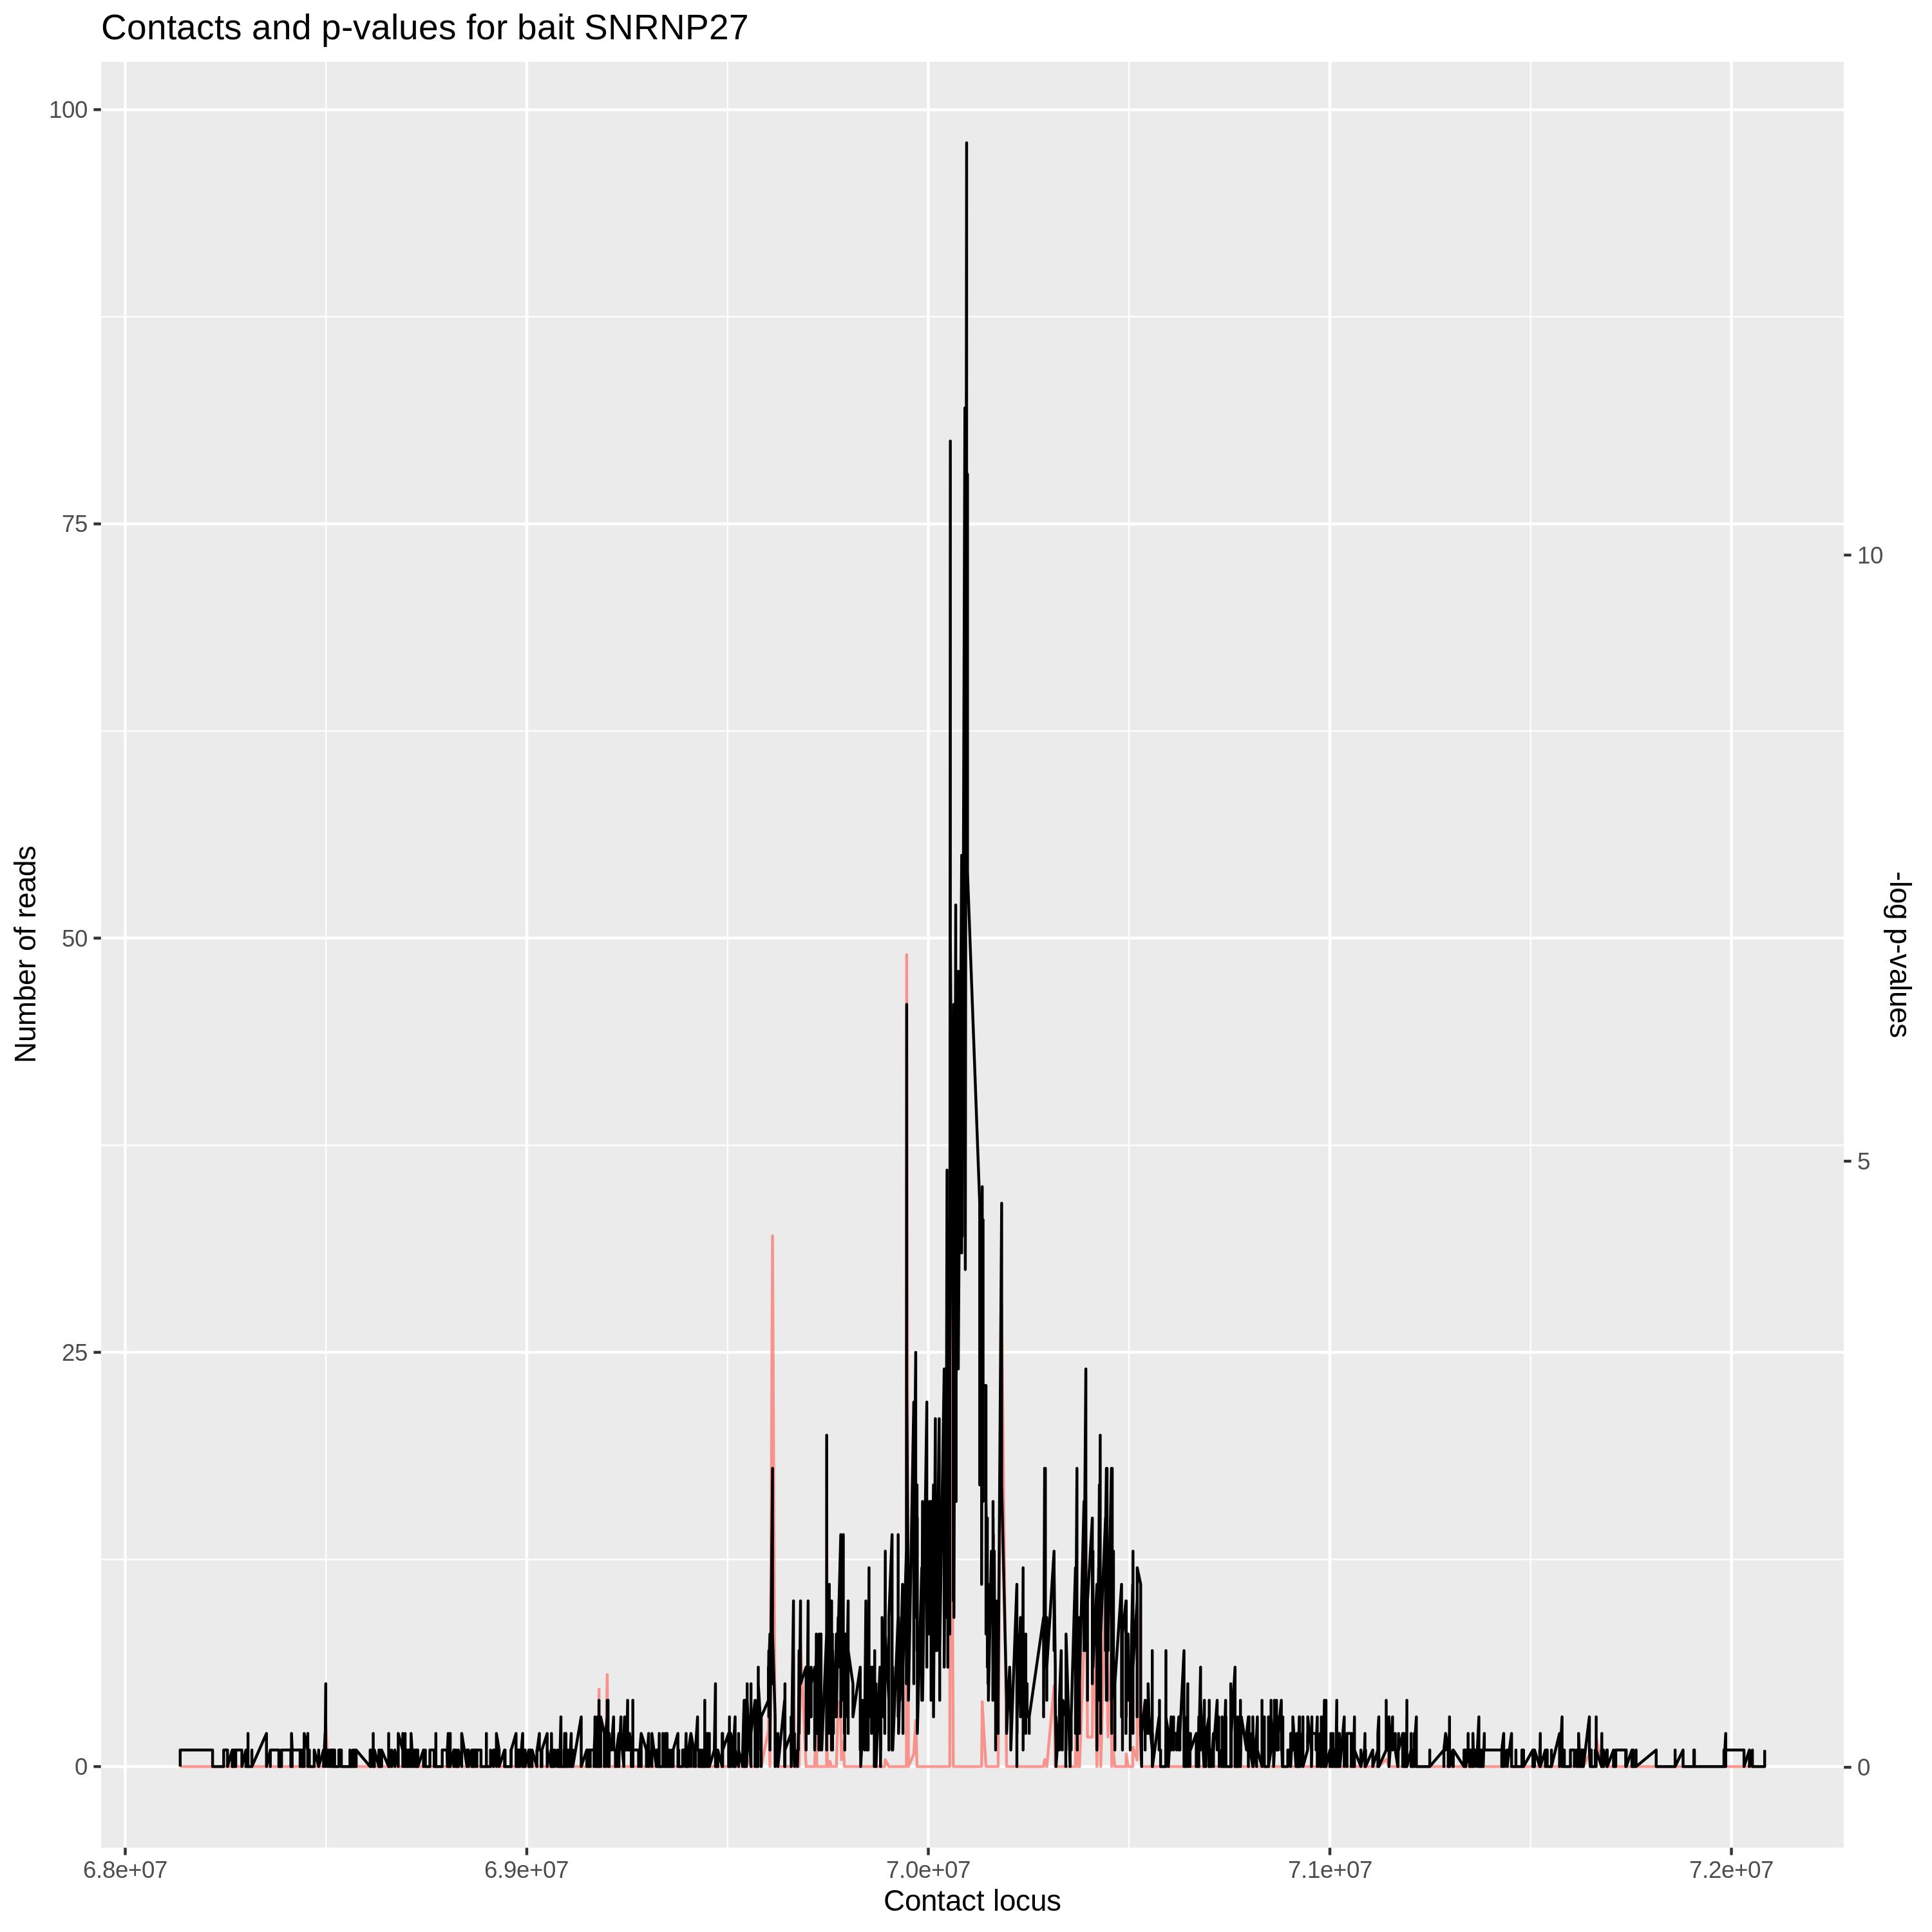 Contacts and p-values for bait SNRNP27
100
75
50
25
0
Number of reads
10
5
0
-log p-values
6.8e+07 6.9e+07 7.0e+07 7.1e+07 7.2e+07
Contact locus